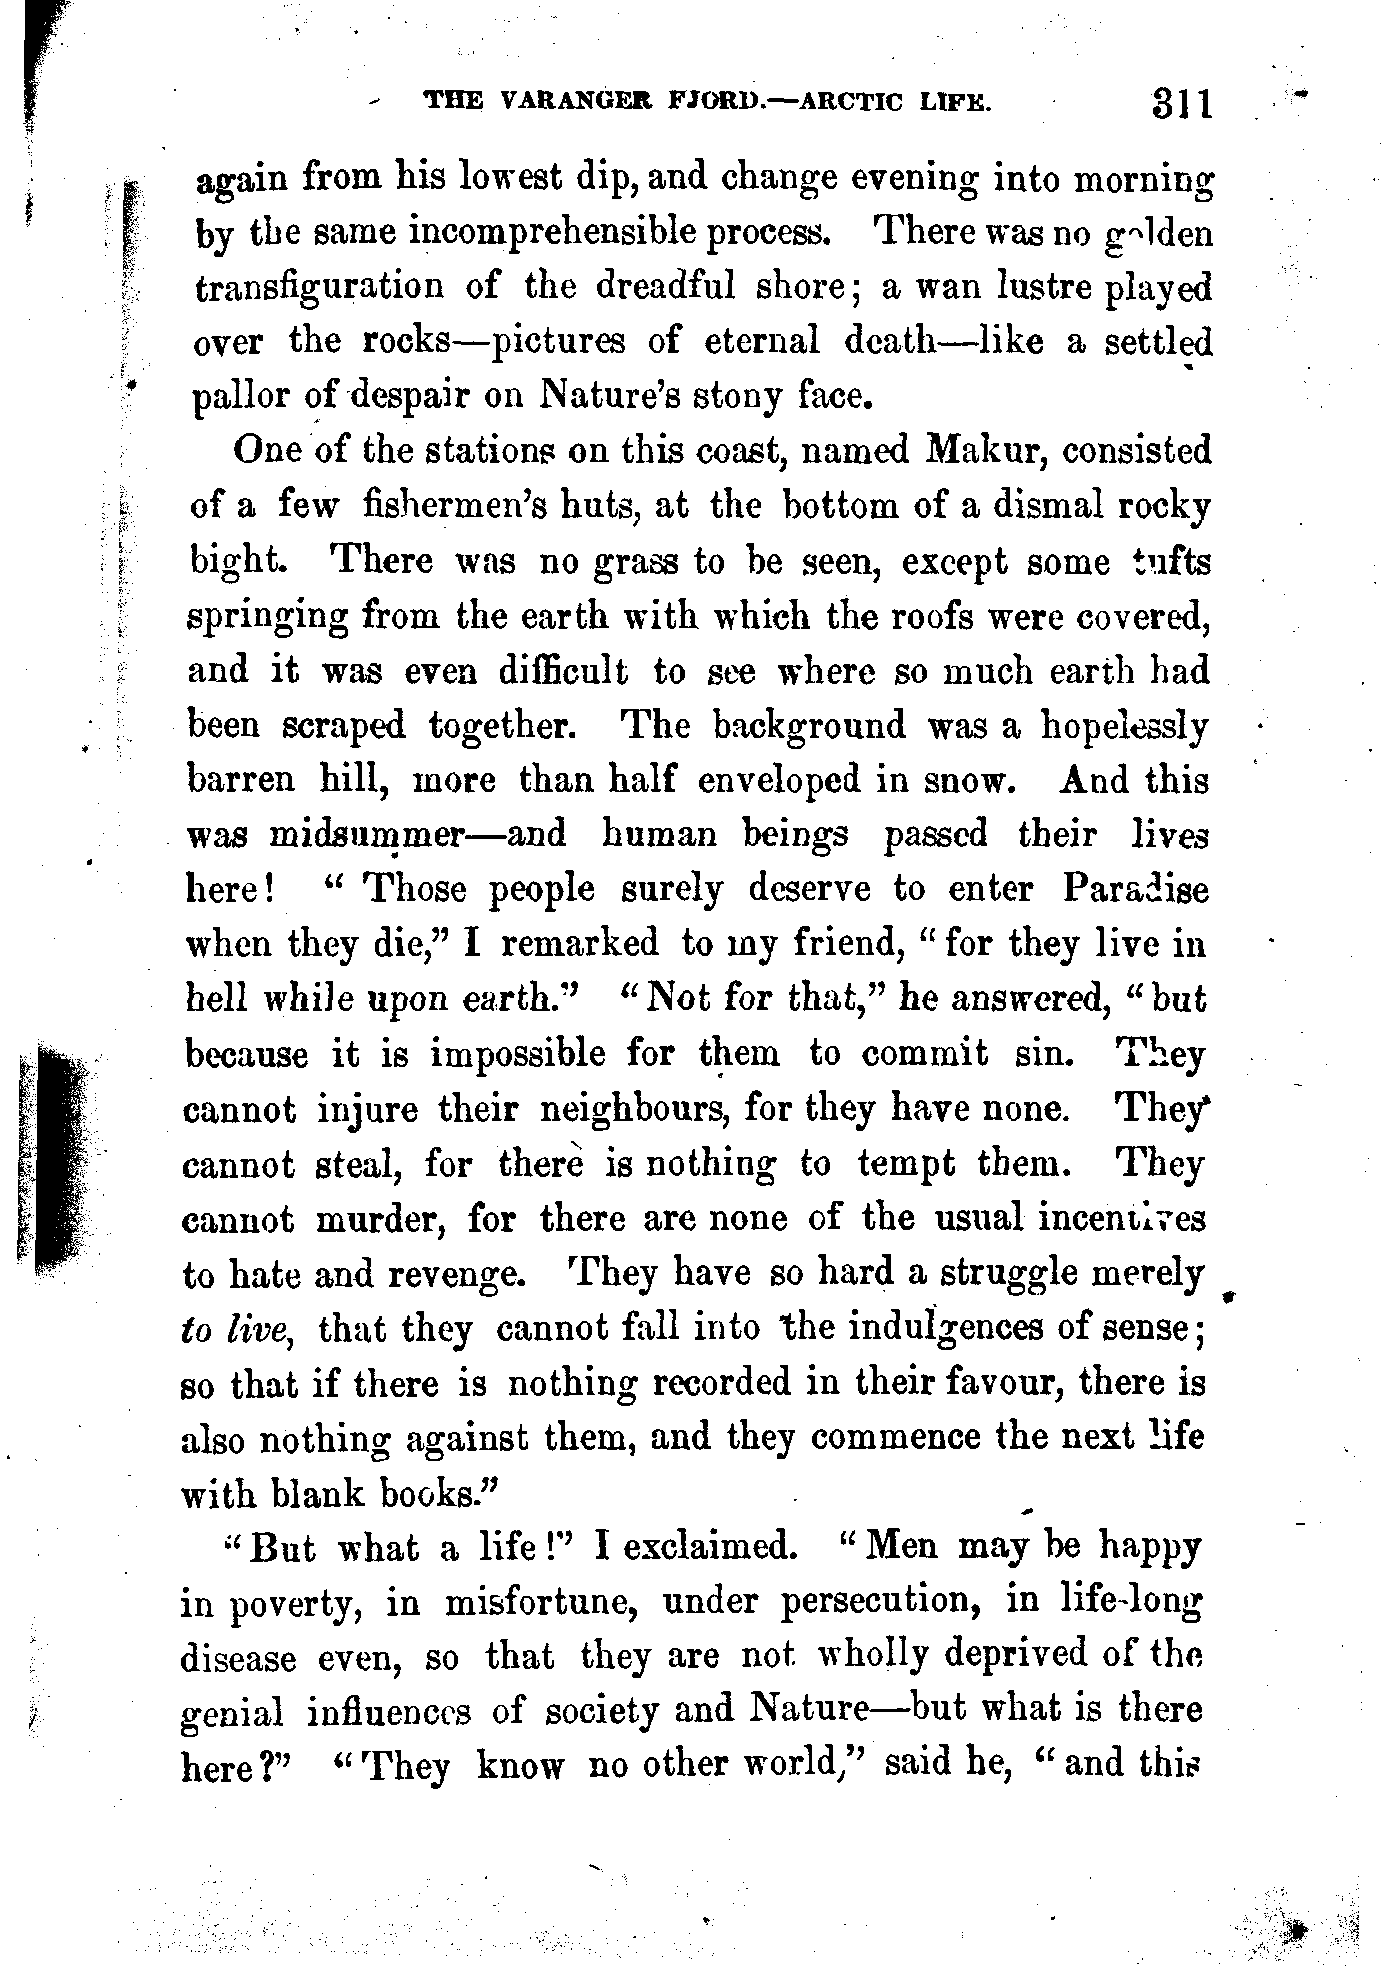 THE VARANGER FJORD.—ARCTIC LIFE. 311
again from his lowest dip, and change evening into morning
by the same incomprehensible process. There was no golden
transfiguration of the dreadful shore; a wan lustre played
over the rocks—pictures of eternal death—like a settled
pallor of despair on Nature's stony face.
One of the stations on this coast, named Makur, consisted
of a few fishermen's huts, at the bottom of a dismal rocky
bight. There was no grass to be seen, except some tufts
springing from the earth with which the roofs were covered,
and it was even difficult to see where so much earth had
been scraped together. The background was a hopelessly
barren hill, more than half enveloped in snow. And this
was midsummer—and human beings passed their lives
here! "Those people surely deserve to enter Paradise
when they die," I remarked to my friend, "for they live in
hell while upon earth." "Not for that," he answered, "but
because it is impossible for them to commit sin. They
cannot injure their neighbours, for they have none. They
cannot steal, for there is nothing to tempt them. They
cannot murder, for there are none of the usual incentives
to hate and revenge. They have so hard a struggle merely
to live, that they cannot fall into the indulgences of sense;
so that if there is nothing recorded in their favour, there is
also nothing against them, and they commence the next life
with blank books."
"But what a life!" I exclaimed. "Men may be happy
in poverty, in misfortune, under persecution, in life-long
disease even, so that they are not wholly deprived of the
genial influences of society and Nature—but what is there
here?" "They know no other world," said he, "and this